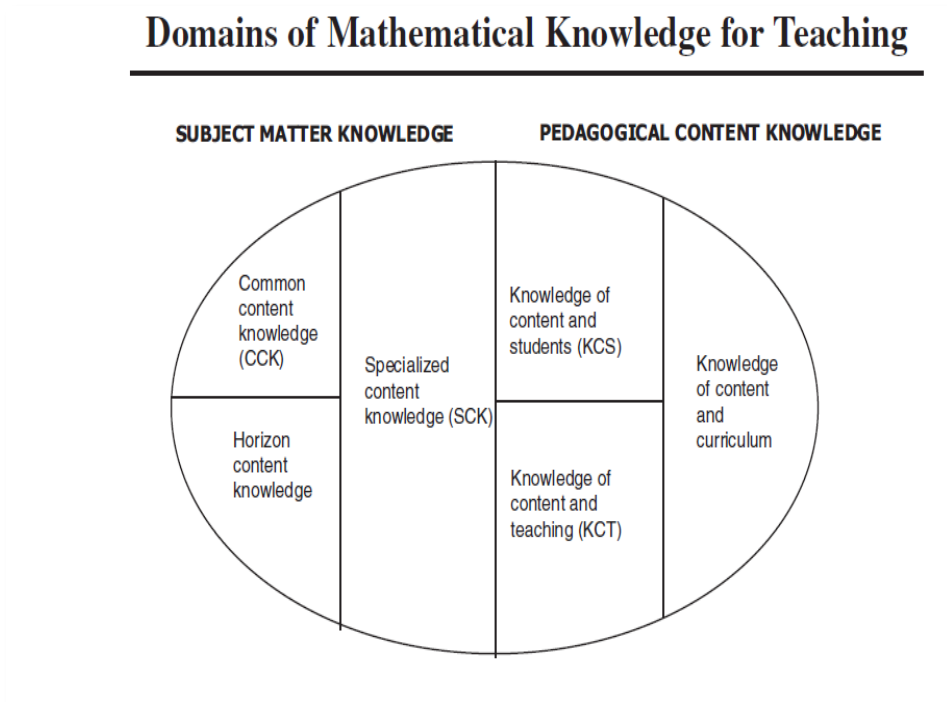 Domains of Mathematical Knowledge for Teaching
SUBJECT MATTER KNOWLEDGE
PEDAGOGICAL CONTENT KNOWLEDGE
Common
content
knowledge
(CCK)
Horizon
content
knowledge
Specialized
content
knowledge (SCK)
Knowledge of
content and
students (KCS)
Knowledge of
content and
teaching (KCT)
Knowledge
of content
and
curriculum